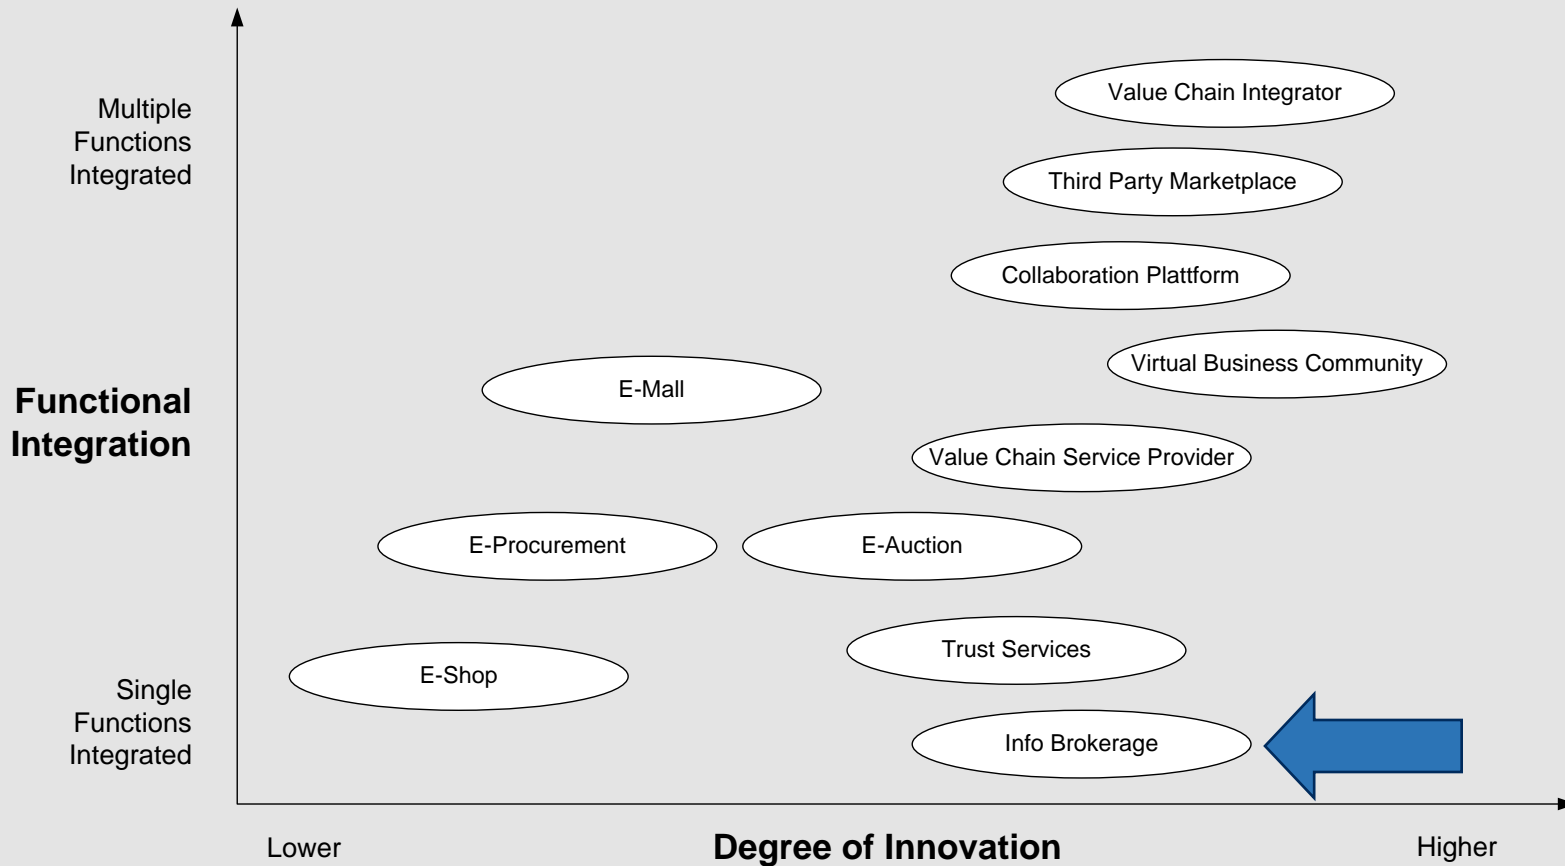 Value Chain Integrator
Multiple
Functions
Integrated
Third Party Marketplace
Collaboration Plattform
Virtual Business Community
E-Mall
Functional
Integration
Value Chain Service Provider
E-Procurement
E-Auction
Trust Services
E-Shop
Single
Functions
Integrated
Info Brokerage
Lower
Degree of Innovation
Higher